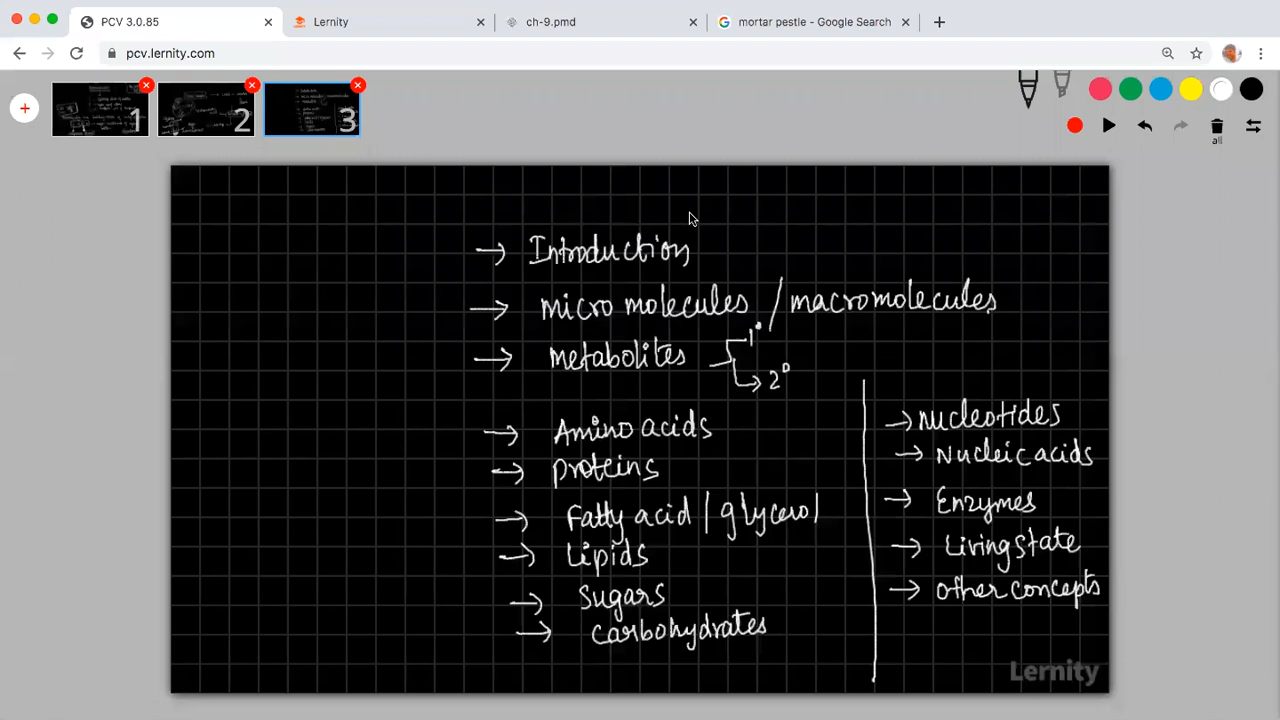 PCV 3.0.85
Lernity
ch-9.pmd
mortar pestle - Google Search
pcv.lernity.com
1
2
3
all
→ Introduction
→ micro molecules / macromolecules
→ metabolites 1°
→ 2°
→ Amino acids
→ proteins
→ Fatty acid / glycerol
→ Lipids
→ sugars
→ carbohydrates
→ nucleotides
→ Nucleic acids
→ Enzymes
→ Living state
→ other concepts
Lernity